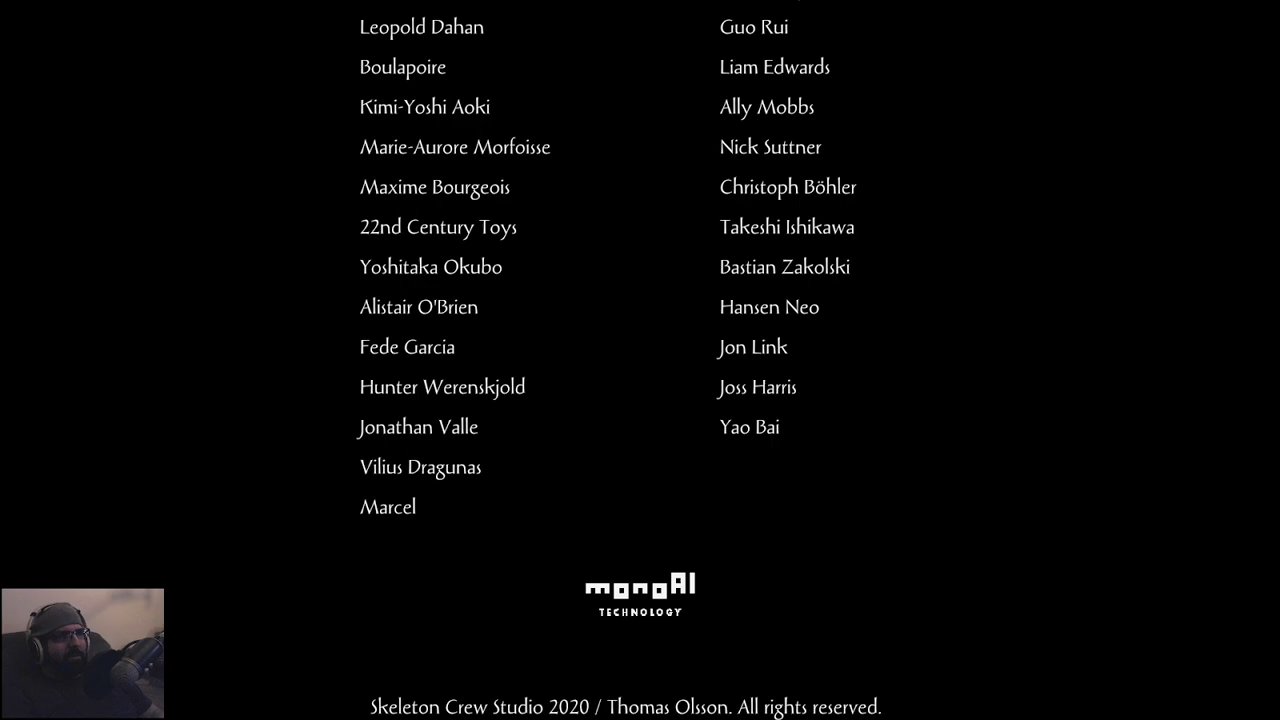 Leopold Dahan
Boulapoire
Kimi-Yoshi Aoki
Marie-Aurore Morfoisse
Maxime Bourgeois
22nd Century Toys
Yoshitaka Okubo
Alistair O'Brien
Fede Garcia
Hunter Werenskjold
Jonathan Valle
Vilius Dragunas
Marcel
Guo Rui
Liam Edwards
Ally Mobbs
Nick Suttner
Christoph Böhler
Takeshi Ishikawa
Bastian Zakolski
Hansen Neo
Jon Link
Joss Harris
Yao Bai
monoAI
TECHNOLOGY
Skeleton Crew Studio 2020 / Thomas Olsson. All rights reserved.